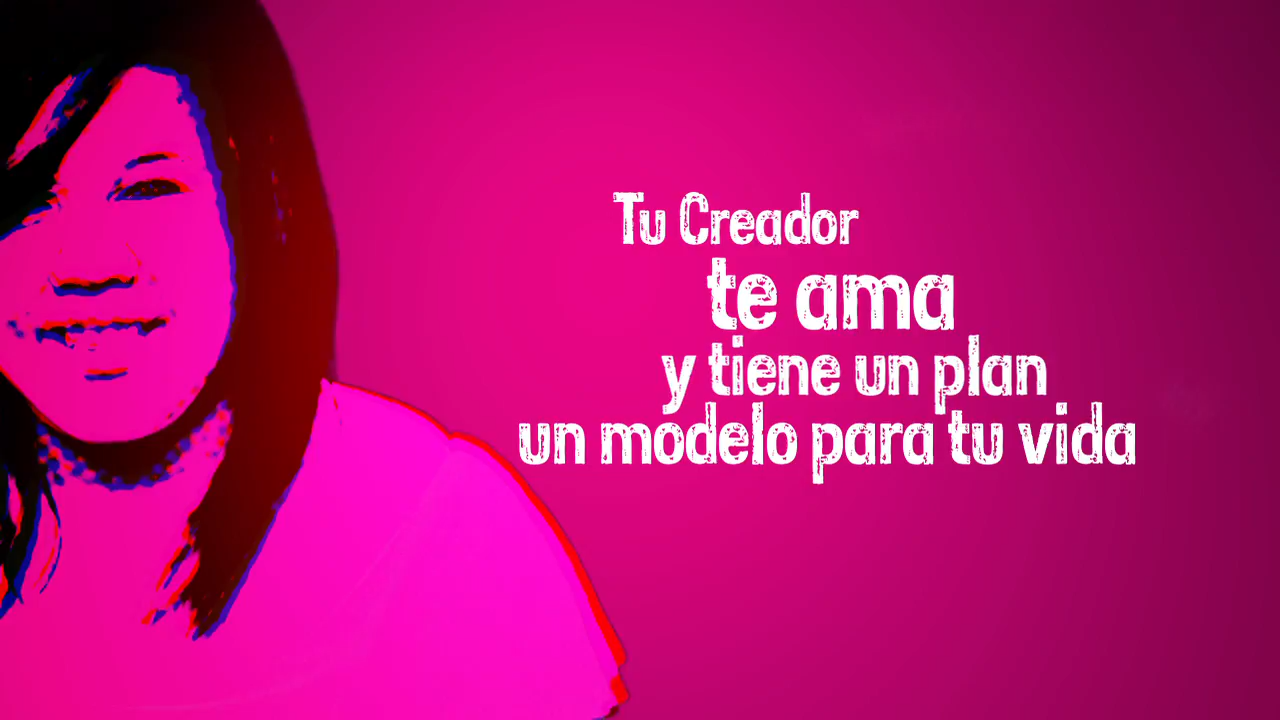 Tu Creador
te ama
y tiene un plan
un modelo para tu vida